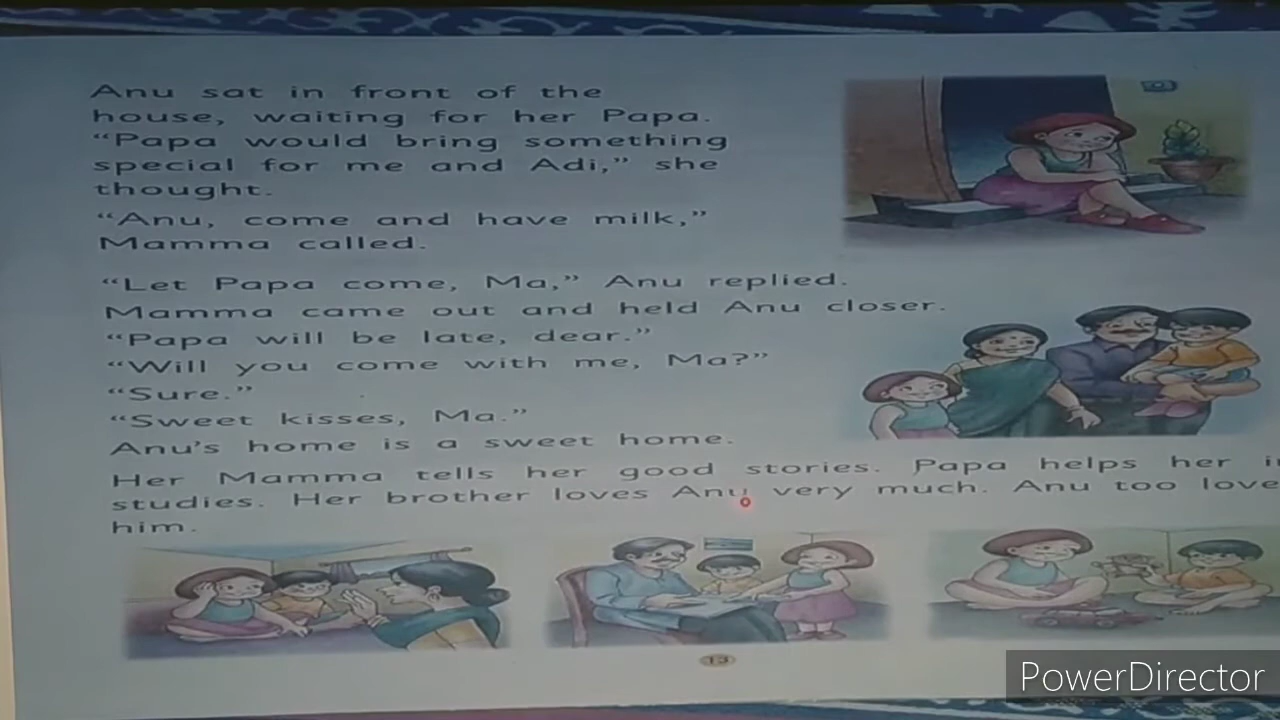 Anu sat in front of the
house, waiting for her Papa.
“Papa would bring something
special for me and Adi,” she
thought.
“Anu, come and have milk,”
Mamma called.
“Let Papa come, Ma,” Anu replied.
Mamma came out and held Anu closer.
“Papa will be late, dear.”
“Will you come with me, Ma?”
“Sure.”
“Sweet kisses, Ma.”
Anu’s home is a sweet home.
Her Mamma tells her good stories. Papa helps her i
studies. Her brother loves Anu very much. Anu too love
him.
13
PowerDirector